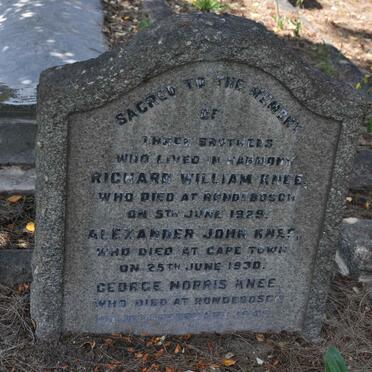 SACRED TO THE MEMORY
OF
THREE BROTHERS
WHO LIVED IN HARMONY
RICHARD WILLIAM KNEE,
WHO DIED AT RONDEBOSCH
ON 5TH JUNE 1929.
ALEXANDER JOHN KNEE,
WHO DIED AT CAPE TOWN
ON 25TH JUNE 1930.
GEORGE NORRIS KNEE,
WHO DIED AT RONDEBOSCH